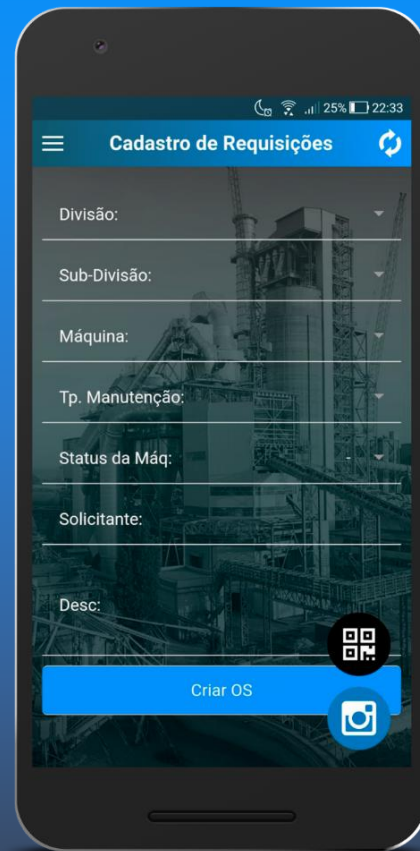 25% 22:33
Cadastro de Requisições
Divisão:
Sub-Divisão:
Máquina:
Tp. Manutenção:
Status da Máq: -
Solicitante:
Desc:
Criar OS